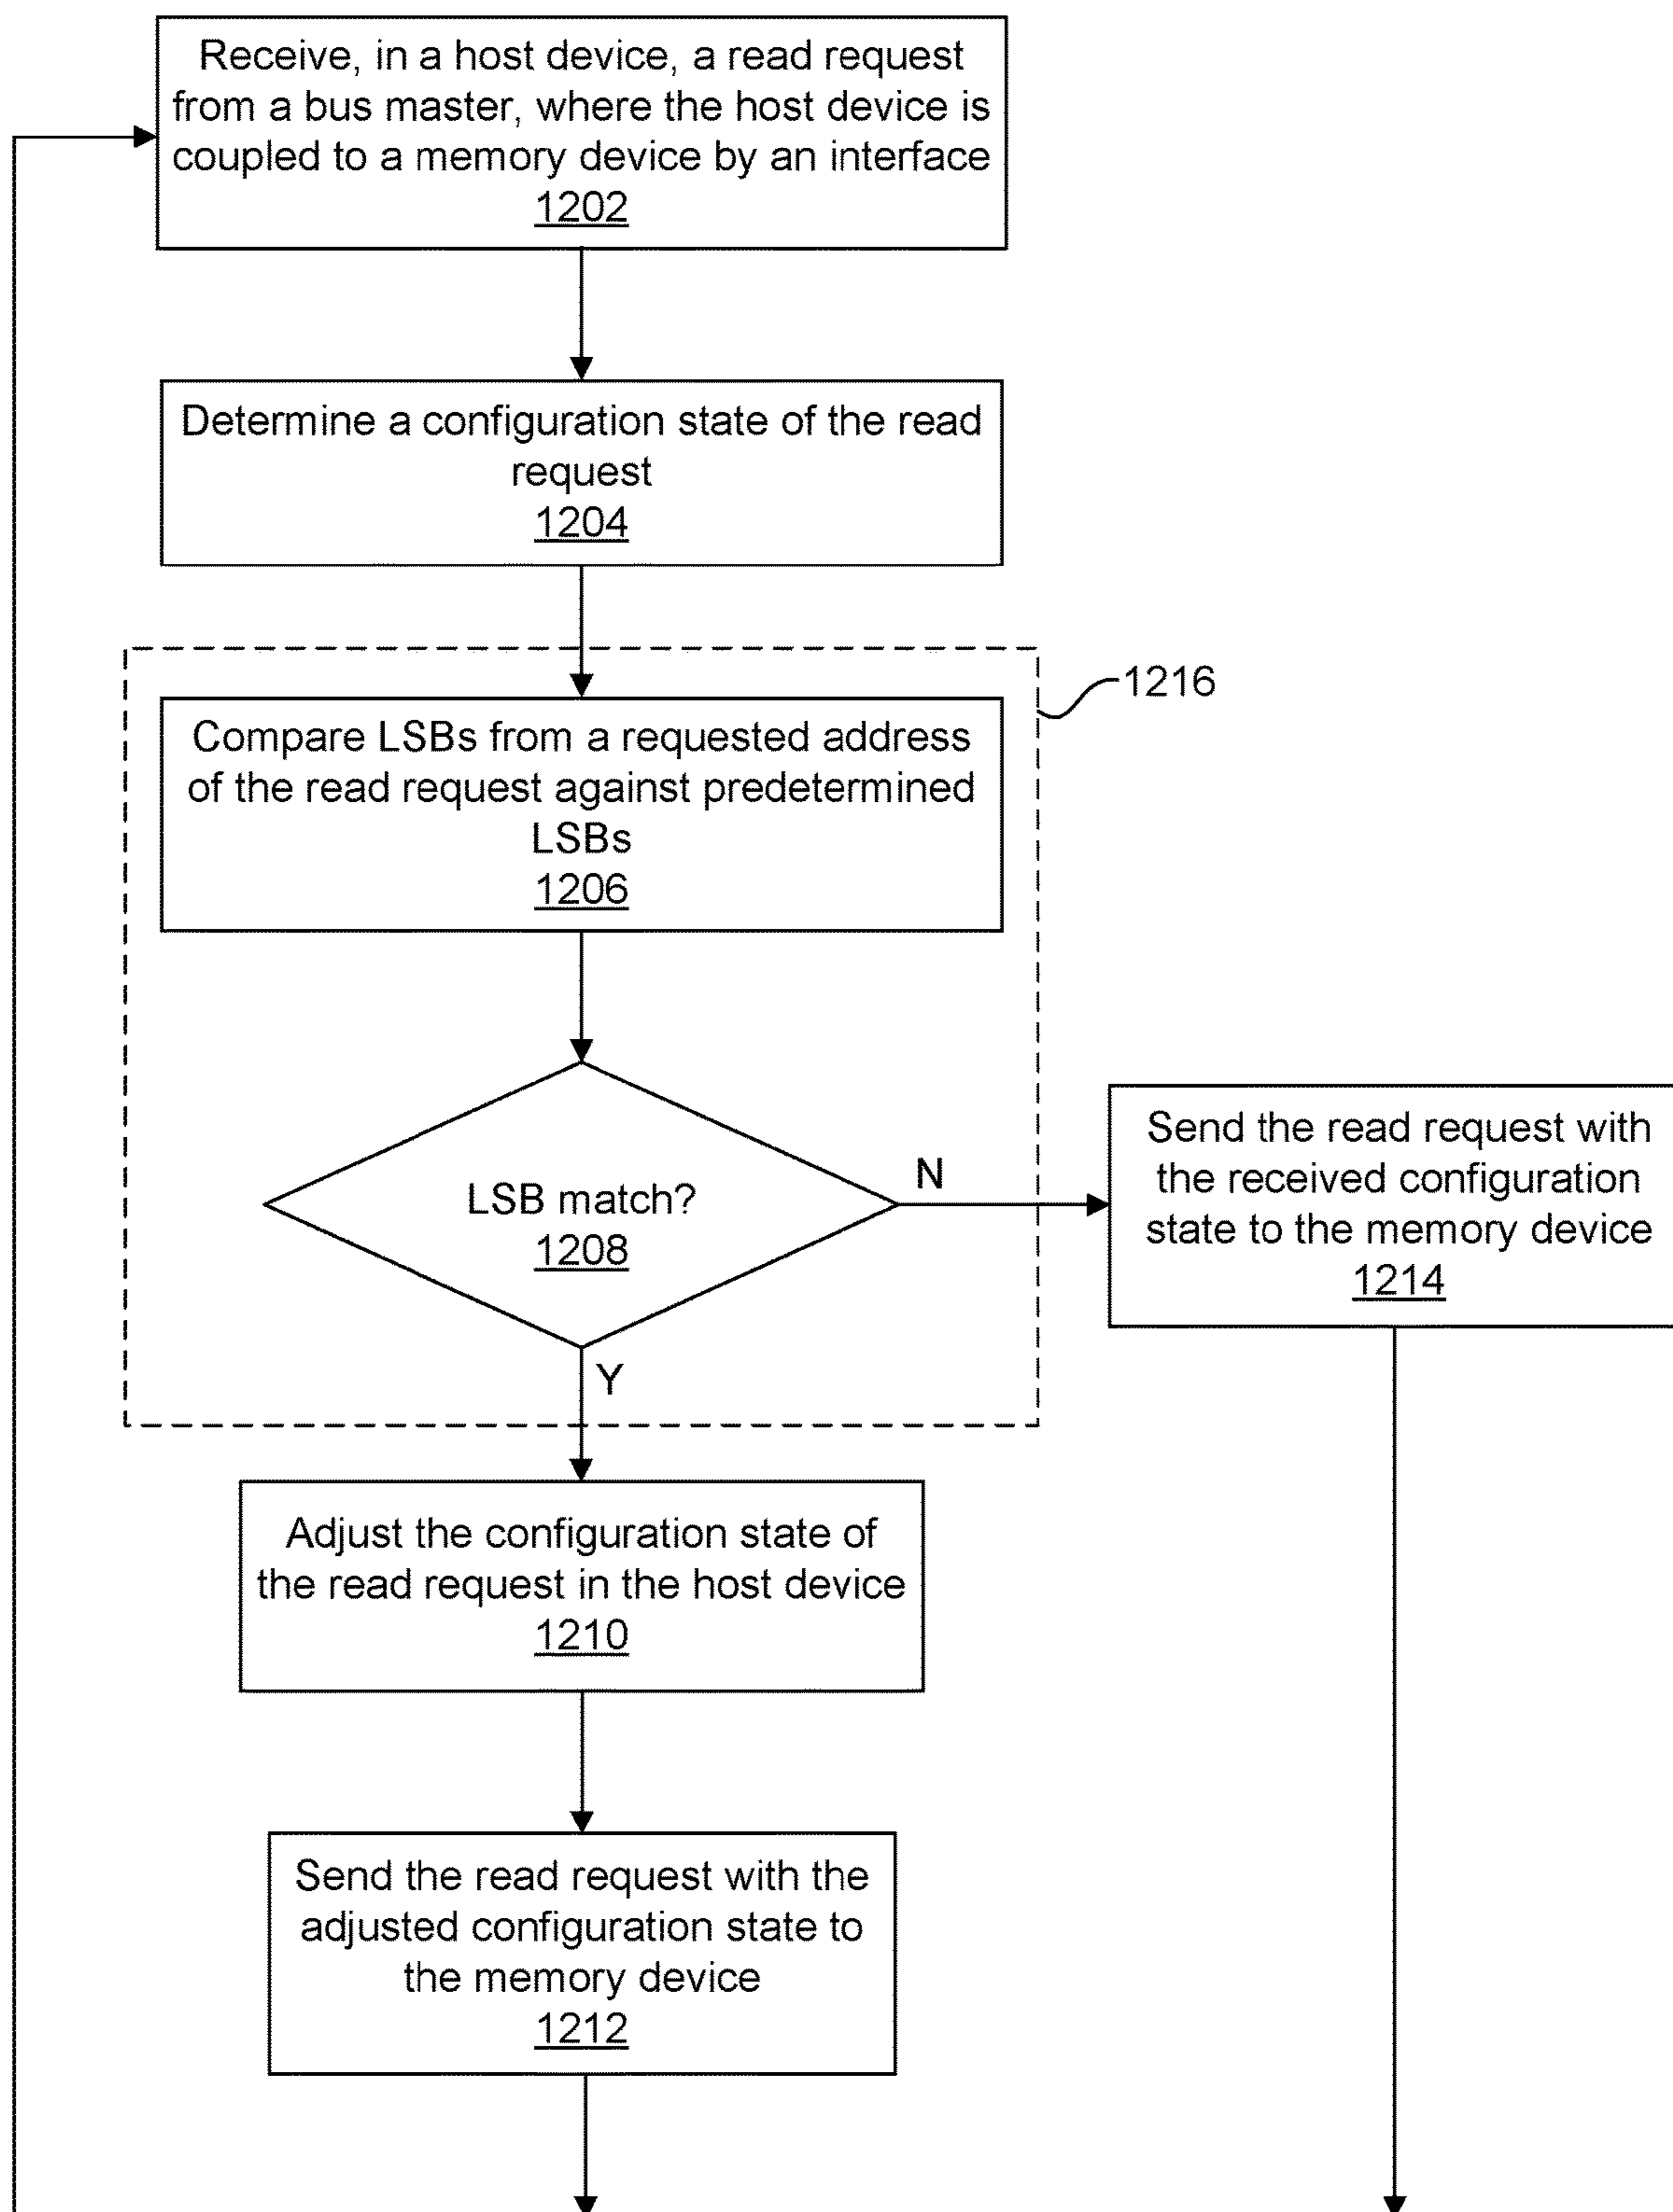 Receive, in a host device, a read request
from a bus master, where the host device is
coupled to a memory device by an interface
1202
Determine a configuration state of the read
request
1204
1216
Compare LSBs from a requested address
of the read request against predetermined
LSBs
1206
LSB match?
1208
N
Send the read request with
the received configuration
state to the memory device
1214
Y
Adjust the configuration state of
the read request in the host device
1210
Send the read request with the
adjusted configuration state to
the memory device
1212